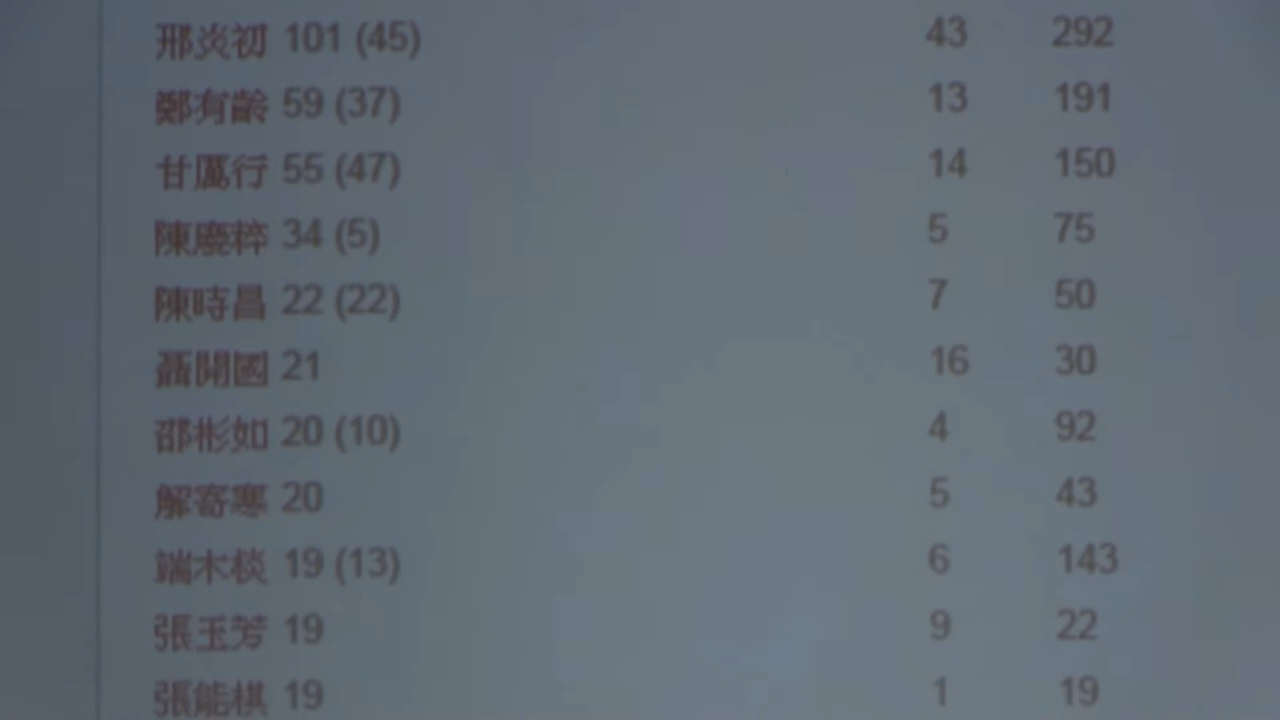 邢炎初 101 (45) 43 292
鄭有齡 59 (37) 13 191
甘厲行 55 (47) 14 150
陳慶粹 34 (5) 5 75
陳時昌 22 (22) 7 50
聶開國 21 16 30
邵彬如 20 (10) 4 92
解寄寒 20 5 43
端木棪 19 (13) 6 143
張玉芳 19 9 22
張能棋 19 1 19